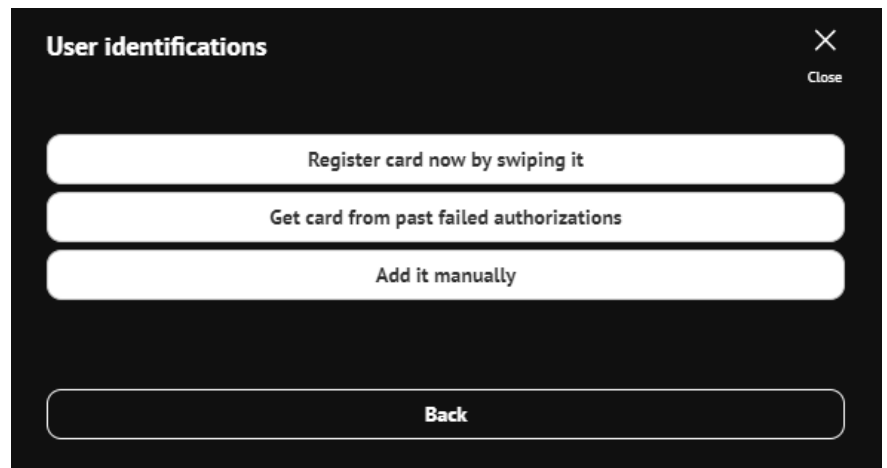 User identifications
Close
Register card now by swiping it
Get card from past failed authorizations
Add it manually
Back